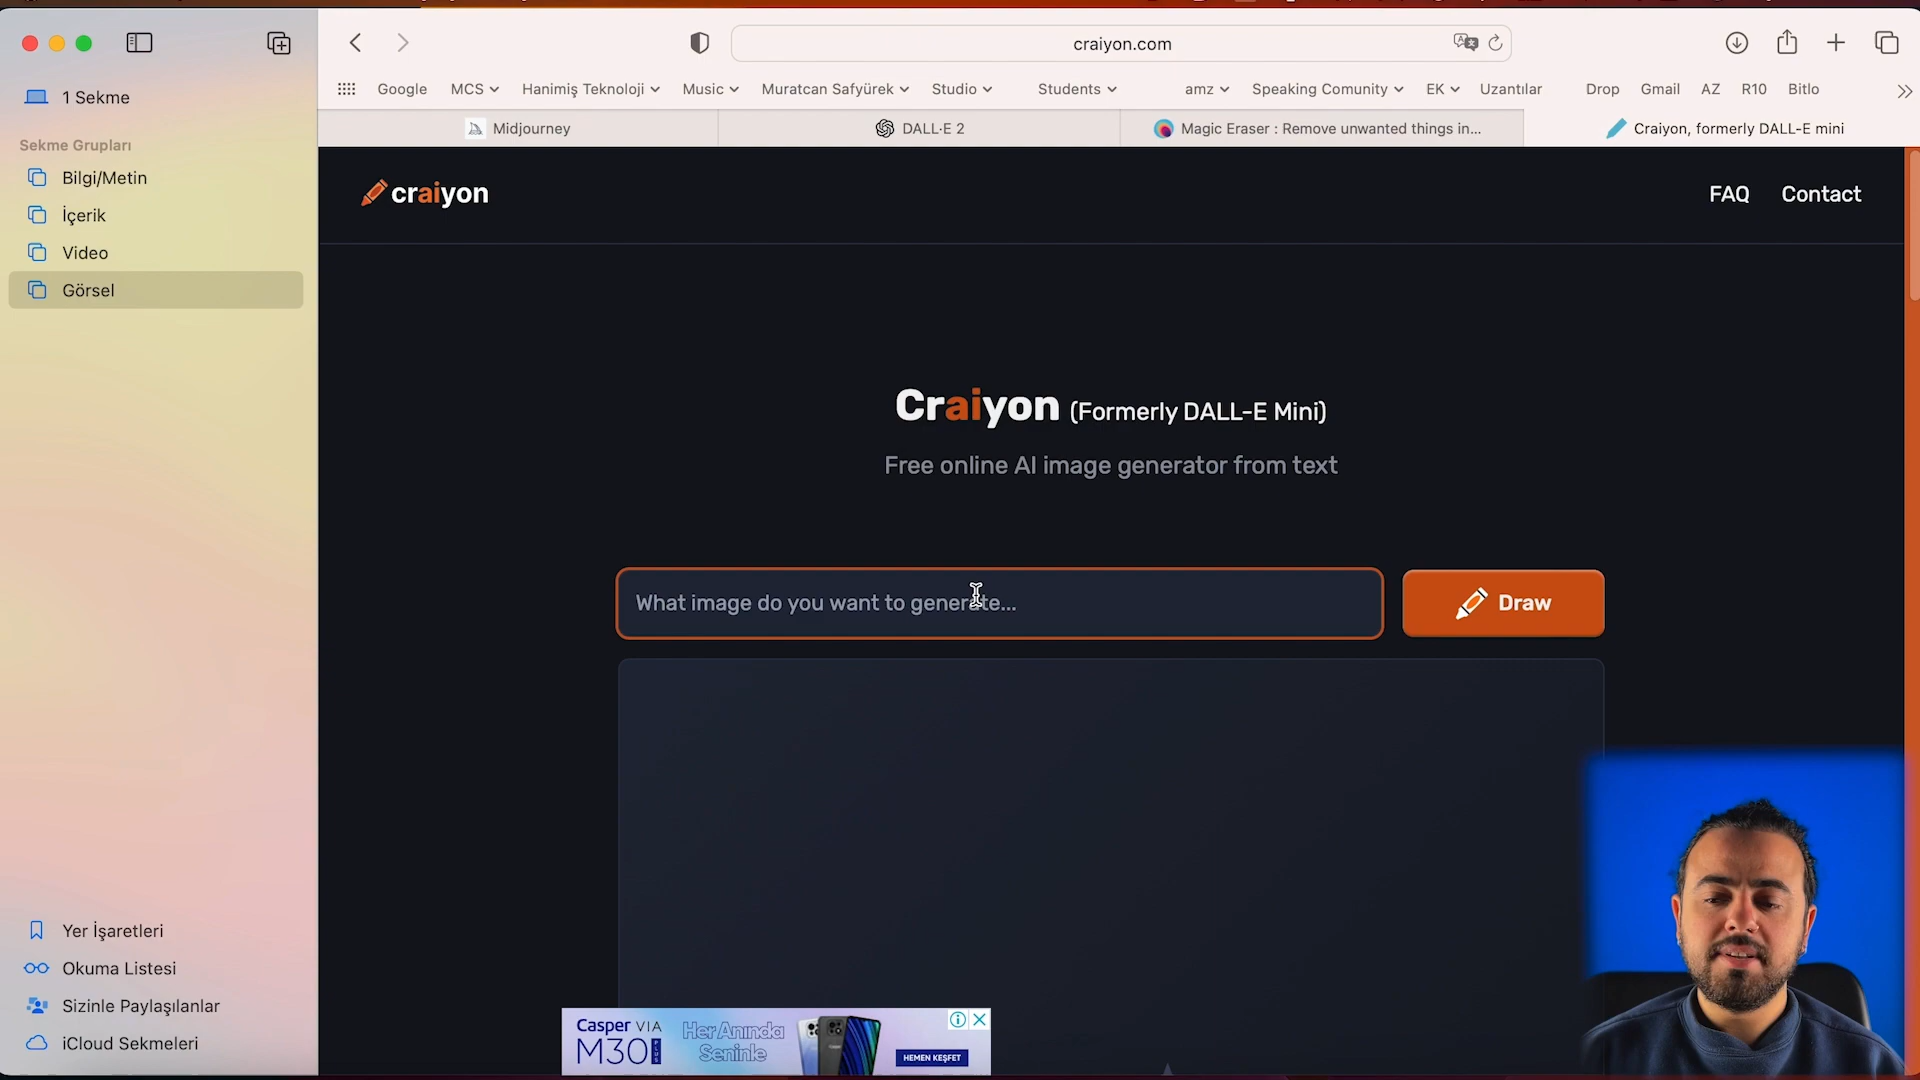 craiyon.com
1 Sekme
Google MCS Hanimiş Teknoloji Music Muratcan Safyürek Studio Students amz Speaking Comunity EK Uzantılar Drop Gmail AZ R10 Bitlo
Midjourney
DALL·E 2
Magic Eraser : Remove unwanted things in...
Craiyon, formerly DALL-E mini
Sekme Grupları
Bilgi/Metin
İçerik
Video
Görsel
craiyon
FAQ Contact
Craiyon (Formerly DALL-E Mini)
Free online AI image generator from text
What image do you want to generate...
Draw
Yer İşaretleri
Okuma Listesi
Sizinle Paylaşılanlar
iCloud Sekmeleri
Casper VIA
M30 PLUS
Her Anında
Seninle
HEMEN KEŞFET